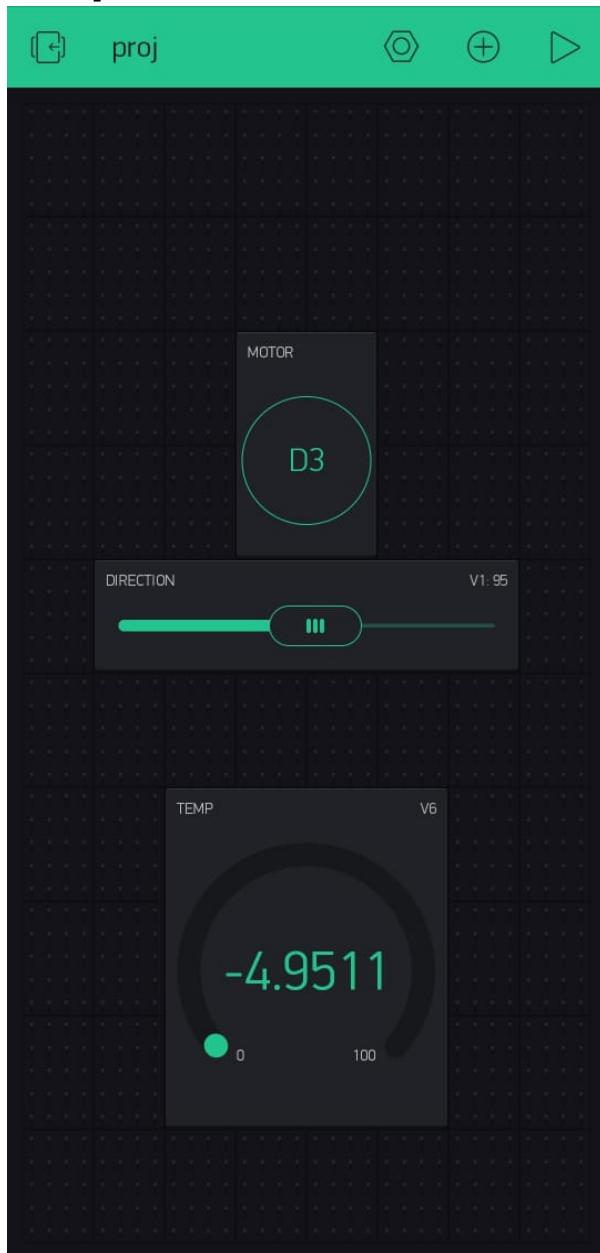 proj
MOTOR
D3
DIRECTION V1: 95
TEMP V6
-4.9511
0 100